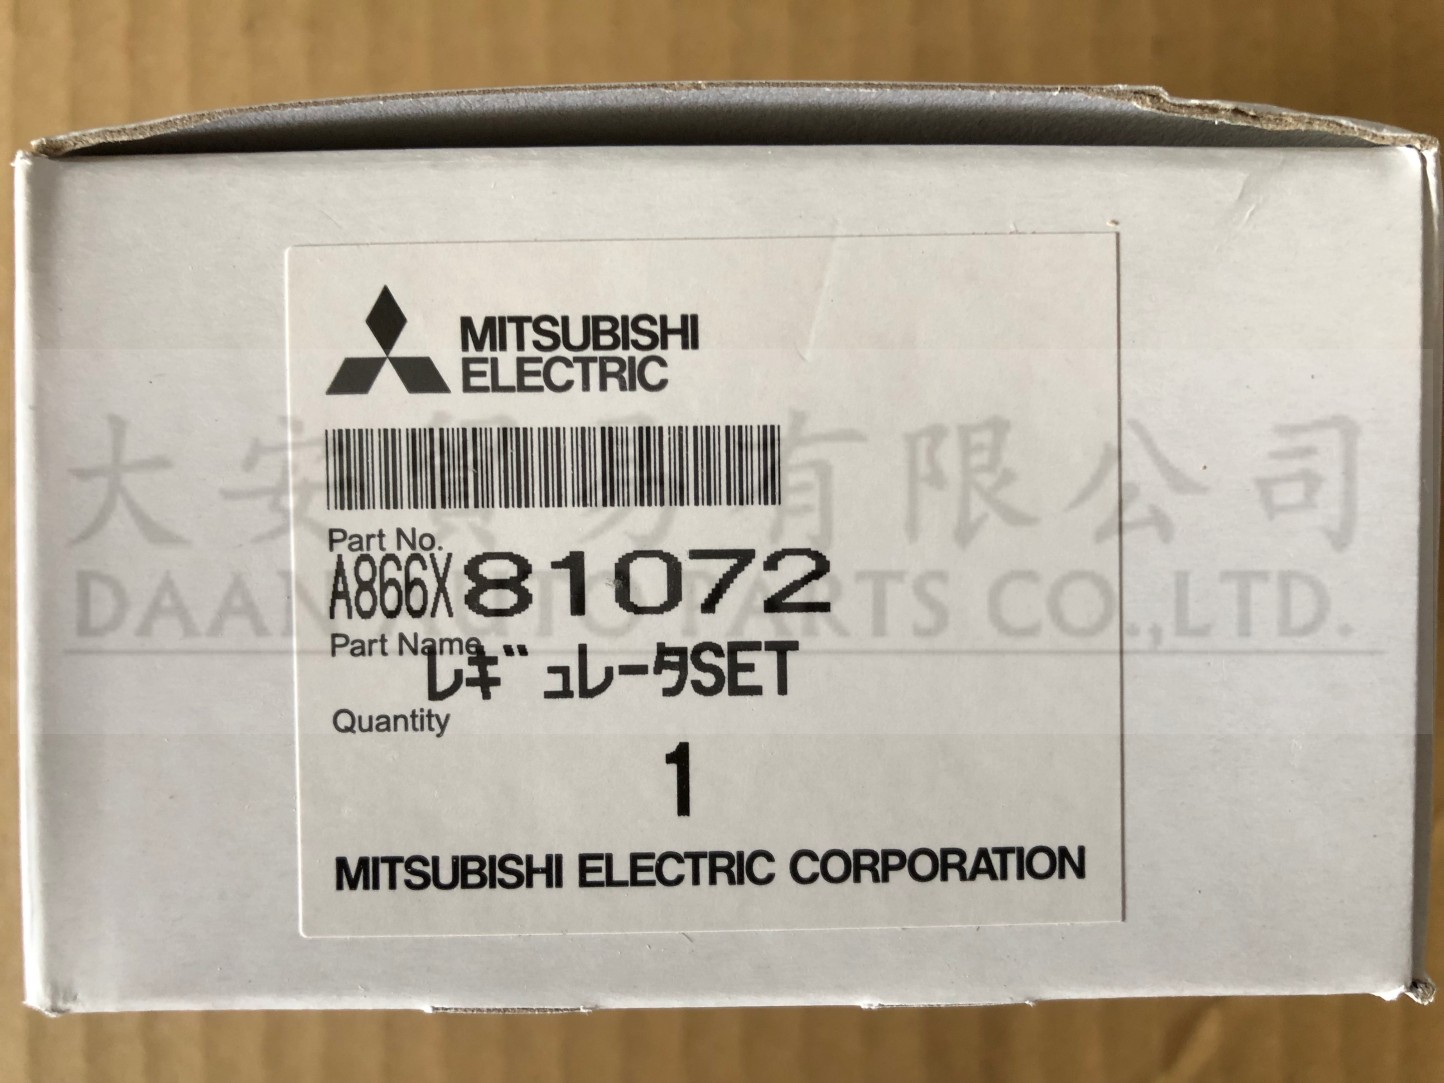 MITSUBISHI
ELECTRIC
大安貿易有限公司
Part No.
A866X81072
DAAN AUTO PARTS CO.,LTD.
Part Name
レギュレータSET
Quantity
1
MITSUBISHI ELECTRIC CORPORATION